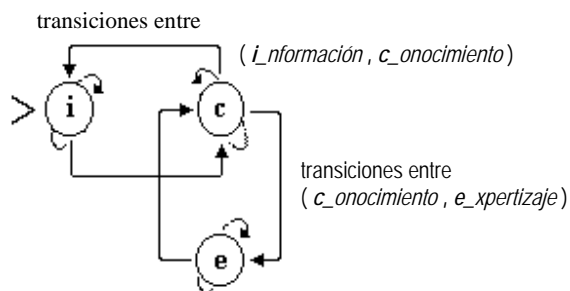 transiciones entre
( i_nformación , c_onocimiento )
i
c
transiciones entre
( c_onocimiento , e_xpertizaje )
e